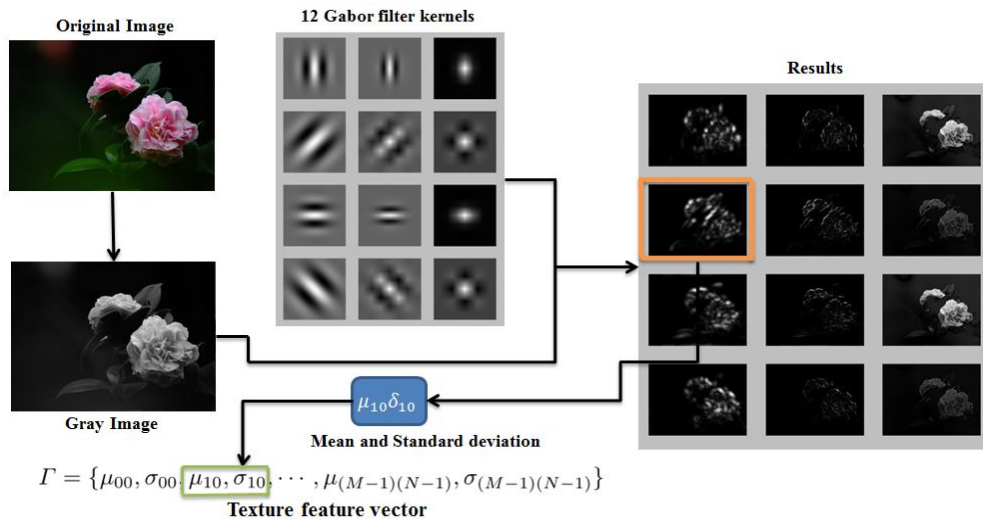 Original Image
12 Gabor filter kernels
Results
Gray Image
μ₁₀δ₁₀
Mean and Standard deviation
Γ = {μ₀₀, σ₀₀, μ₁₀, σ₁₀, ⋯ , μ₍M−1₎₍N−1₎, σ₍M−1₎₍N−1₎}
Texture feature vector